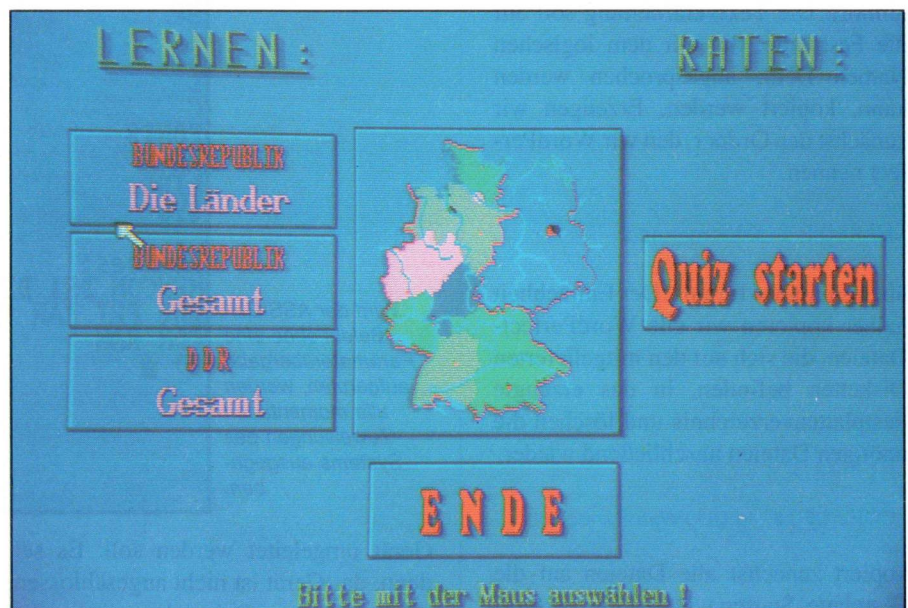 LERNEN :
BUNDESREPUBLIK
Die Länder
BUNDESREPUBLIK
Gesamt
DDR
Gesamt
RATEN :
Quiz starten
ENDE
Bitte mit der Maus auswählen !